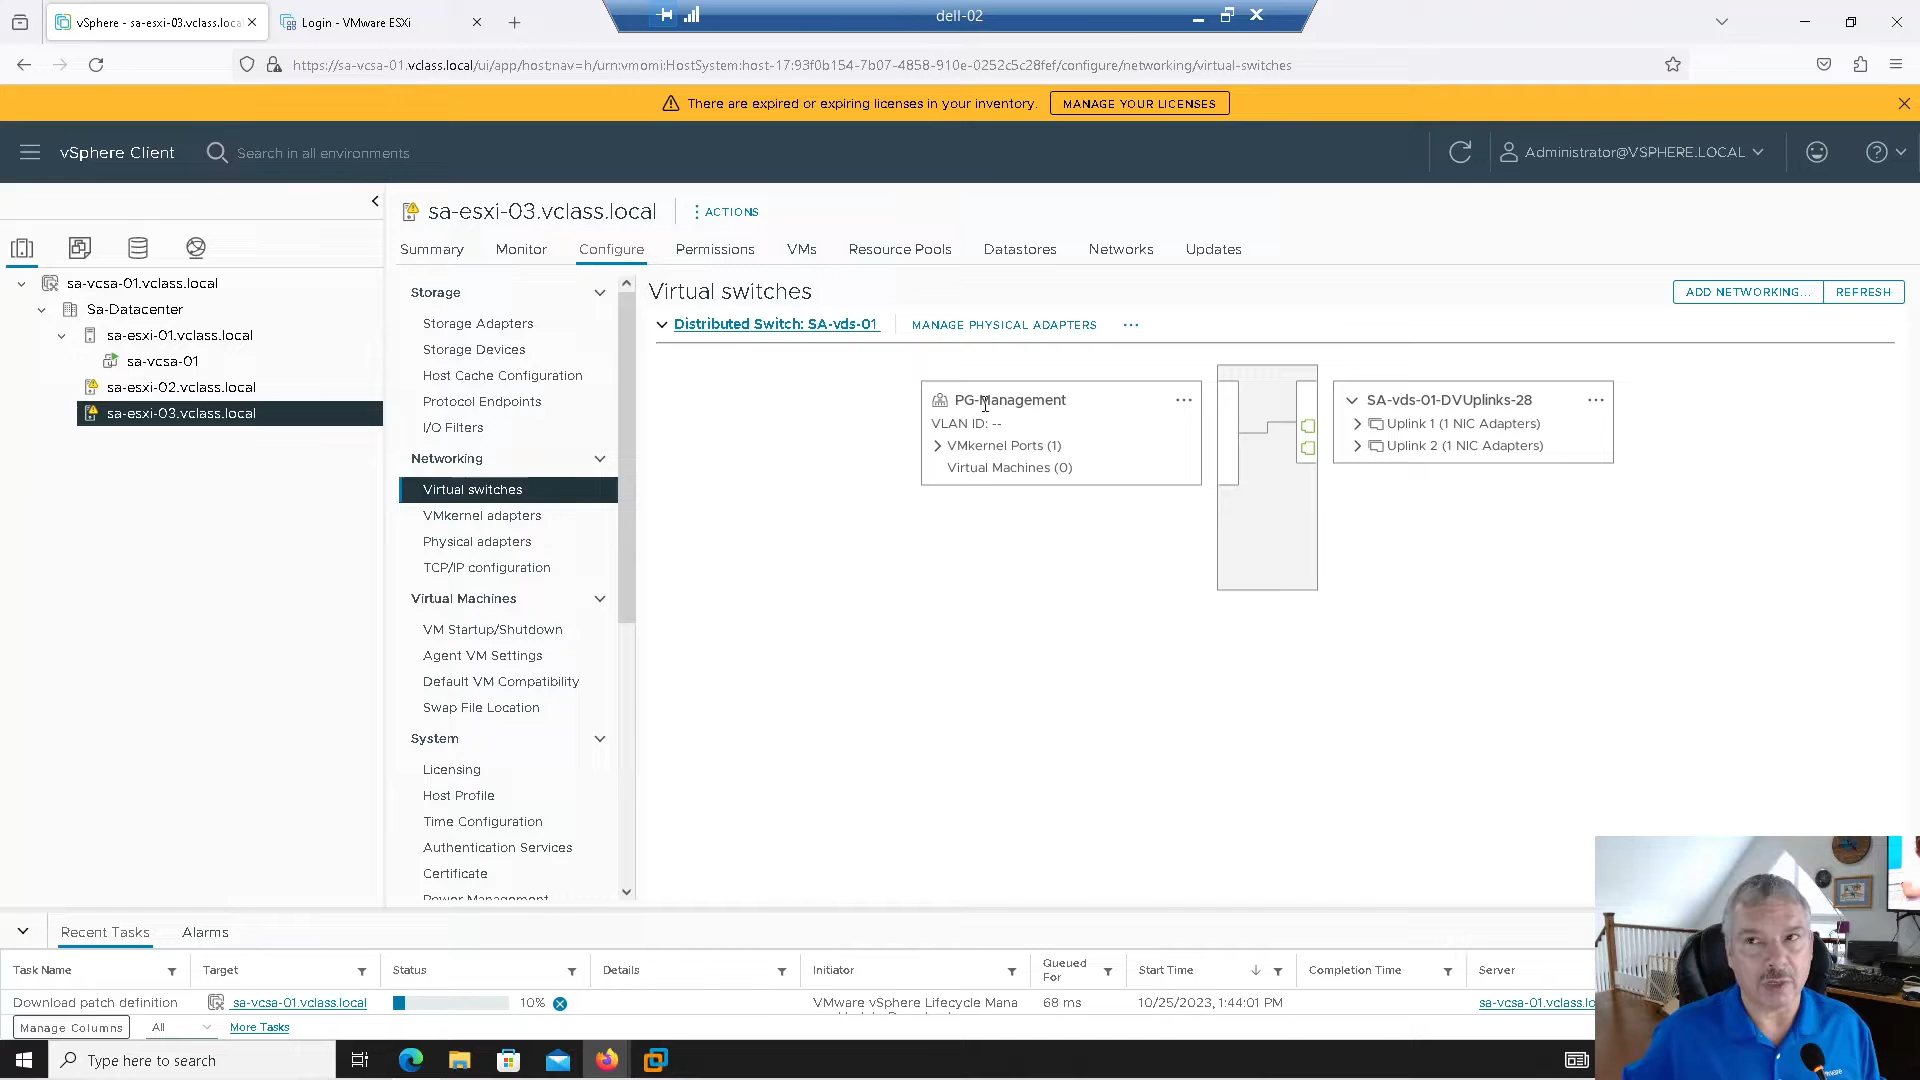 vSphere - sa-esxi-03.vclass.loca
Login - VMware ESXi
dell-02
https://sa-vcsa-01.vclass.local/ui/app/host;nav=h/urn:vmomi:HostSystem:host-17:93f0b154-7b07-4858-910e-0252c5c28fef/configure/networking/virtual-switches
There are expired or expiring licenses in your inventory.
MANAGE YOUR LICENSES
vSphere Client
Search in all environments
Administrator@VSPHERE.LOCAL
sa-esxi-03.vclass.local
ACTIONS
Summary
Monitor
Configure
Permissions
VMs
Resource Pools
Datastores
Networks
Updates
sa-vcsa-01.vclass.local
Sa-Datacenter
sa-esxi-01.vclass.local
sa-vcsa-01
sa-esxi-02.vclass.local
sa-esxi-03.vclass.local
Storage
Storage Adapters
Storage Devices
Host Cache Configuration
Protocol Endpoints
I/O Filters
Networking
Virtual switches
VMkernel adapters
Physical adapters
TCP/IP configuration
Virtual Machines
VM Startup/Shutdown
Agent VM Settings
Default VM Compatibility
Swap File Location
System
Licensing
Host Profile
Time Configuration
Authentication Services
Certificate
Power Management
Virtual switches
ADD NETWORKING...
REFRESH
Distributed Switch: SA-vds-01
MANAGE PHYSICAL ADAPTERS
PG-Management
VLAN ID: --
VMkernel Ports (1)
Virtual Machines (0)
SA-vds-01-DVUplinks-28
Uplink 1 (1 NIC Adapters)
Uplink 2 (1 NIC Adapters)
Recent Tasks
Alarms
Task Name
Target
Status
Details
Initiator
Queued For
Start Time
Completion Time
Server
Download patch definition
sa-vcsa-01.vclass.local
10%
VMware vSphere Lifecycle Mana
68 ms
10/25/2023, 1:44:01 PM
sa-vcsa-01.vclass.lo
Manage Columns
All
More Tasks
Type here to search